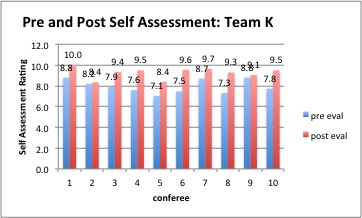 Pre and Post Self Assessment: Team K
Self Assessment Rating
12.0
10.0
8.0
6.0
4.0
2.0
0.0
8.8 10.0
8.4
7.9 9.4
7.6 9.5
7.1 8.4
7.5 9.6
8.7 9.7
7.3 9.3
8.8 9.1
7.8 9.5
1 2 3 4 5 6 7 8 9 10
conferee
pre eval
post eval